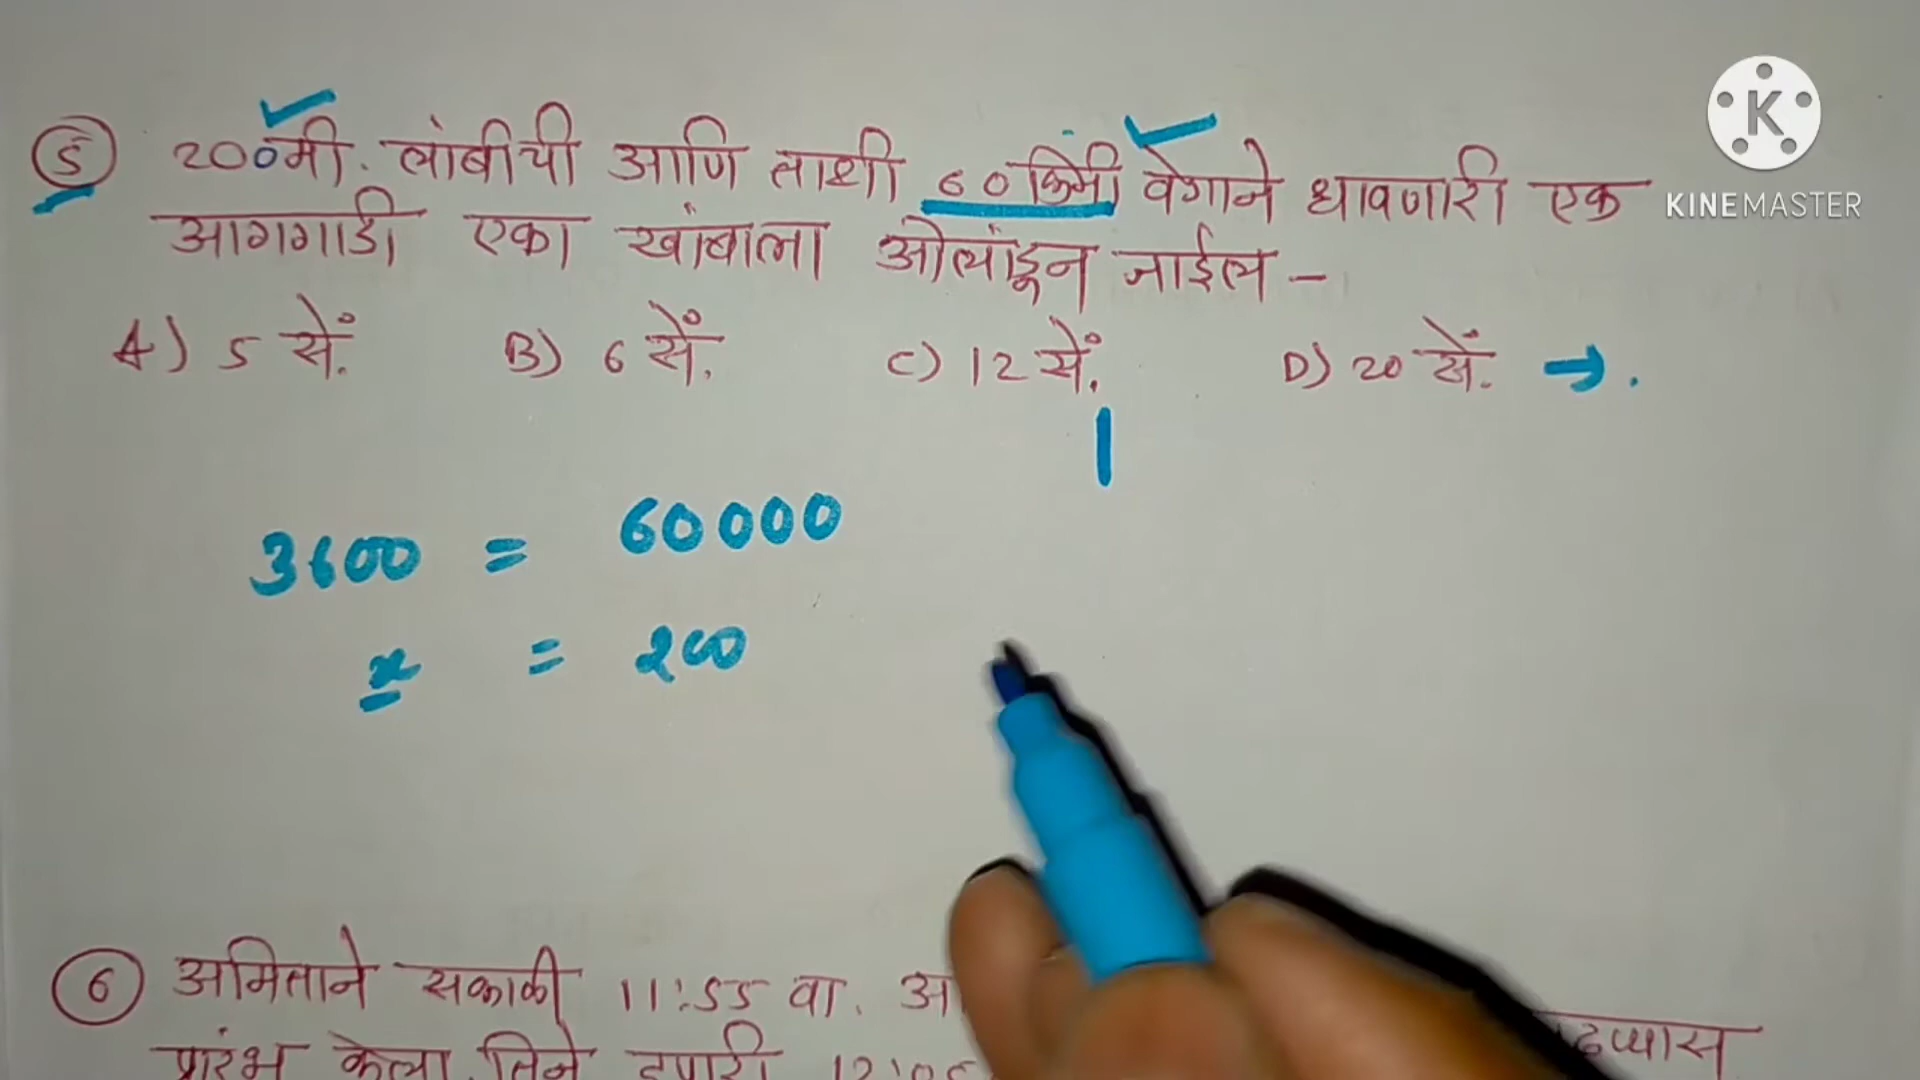 K
KINEMASTER
5 200मी. लांबीची आणि ताशी 60 किमी वेगाने धावणारी एक
आगगाडी एका खांबाला ओलांडून जाईल -
A) 5 सें. B) 6 सें. C) 12 सें. D) 20 सें. → .
3600 = 60000
x = 200
6 अमिताने सकाळी 11:55 वा.
प्रारंभ केला. तिने दुपारी